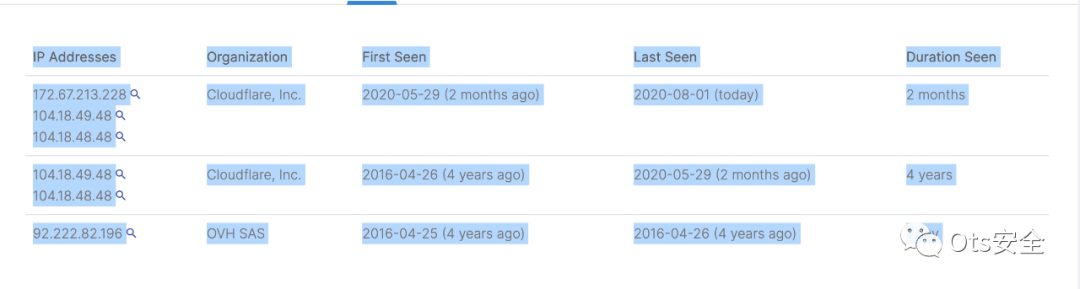 IP Addresses Organization First Seen Last Seen Duration Seen
172.67.213.228 Cloudflare, Inc. 2020-05-29 (2 months ago) 2020-08-01 (today) 2 months
104.18.49.48
104.18.48.48
104.18.49.48 Cloudflare, Inc. 2016-04-26 (4 years ago) 2020-05-29 (2 months ago) 4 years
104.18.48.48
92.222.82.196 OVH SAS 2016-04-25 (4 years ago) 2016-04-26 (4 years ago)
Ots安全